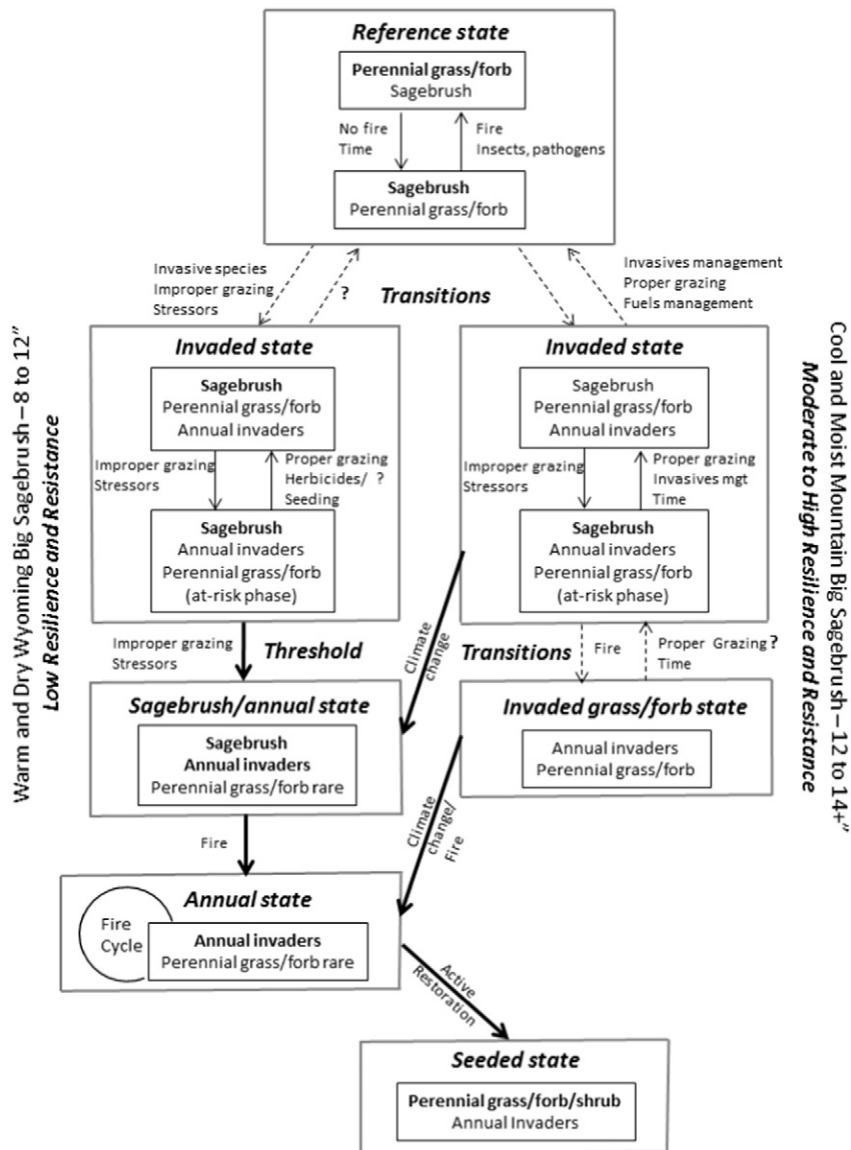 Reference state
Perennial grass/forb
Sagebrush
No fire
Time
Fire
Insects, pathogens
Sagebrush
Perennial grass/forb
Invasive species
Improper grazing
Stressors
?
Transitions
Invasives management
Proper grazing
Fuels management
Warm and Dry Wyoming Big Sagebrush – 8 to 12”
Low Resilience and Resistance
Invaded state
Sagebrush
Perennial grass/forb
Annual invaders
Improper grazing
Stressors
Proper grazing
Herbicides/ ?
Seeding
Sagebrush
Annual invaders
Perennial grass/forb
(at-risk phase)
Invaded state
Sagebrush
Perennial grass/forb
Annual invaders
Improper grazing
Stressors
Proper grazing
Invasives mgt
Time
Sagebrush
Annual invaders
Perennial grass/forb
(at-risk phase)
Cool and Moist Mountain Big Sagebrush – 12 to 14+”
Moderate to High Resilience and Resistance
Improper grazing
Stressors
Threshold
Climate
change
Transitions
Fire
Proper Grazing ?
Time
Sagebrush/annual state
Sagebrush
Annual invaders
Perennial grass/forb rare
Invaded grass/forb state
Annual invaders
Perennial grass/forb
Fire
Climate
change/
Fire
Annual state
Fire
Cycle
Annual invaders
Perennial grass/forb rare
Active
Restoration
Seeded state
Perennial grass/forb/shrub
Annual Invaders